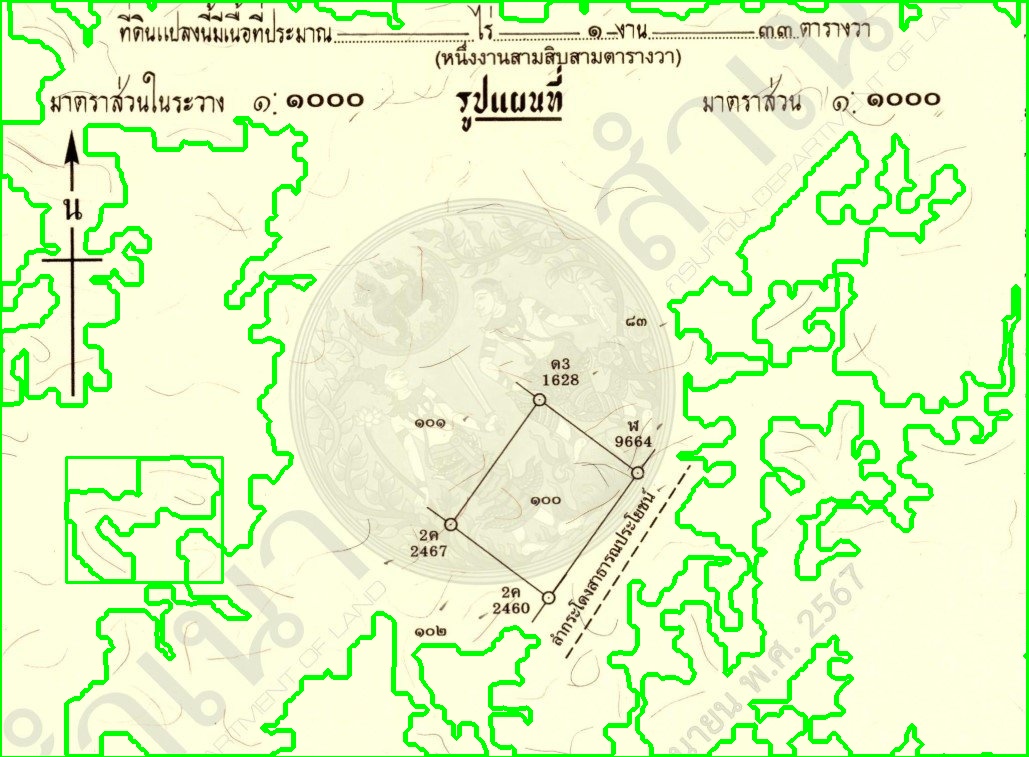 ที่ดินแปลงนี้มีเนื้อที่ประมาณ ไร่ ๑ งาน ๓๓ ตารางวา
(หนึ่งงานสามสิบสามตารางวา)
มาตราส่วนในระวาง ๑: ๑๐๐๐ รูปแผนที่ มาตราส่วน ๑: ๑๐๐๐
น
๘๓
ด3
1628
๑๐๑
ฬ
9664
๑๐๐
2ค
2467
ลำกระโดงสาธารณประโยชน์
2ค
2460
๑๐๒
สำเนา
กรมที่ดิน DEPARTMENT OF LAND
นายน พ.ศ. 2567